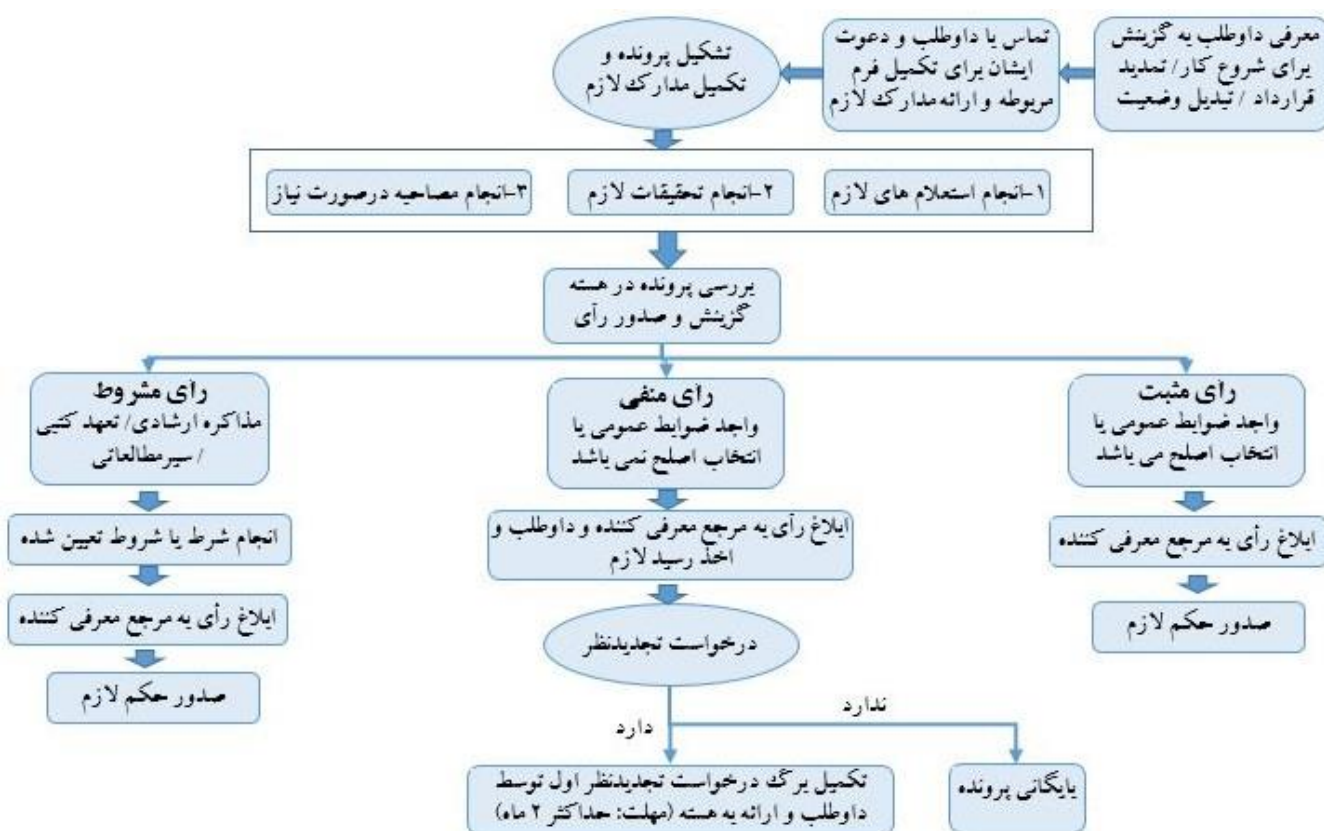 معرفی داوطلب به گزینش
برای شروع کار/ تمدید
قرارداد / تبدیل وضعیت
تماس با داوطلب و دعوت
ایشان برای تکمیل فرم
مربوطه و ارائه مدارک لازم
تشکیل پرونده و
تکمیل مدارک لازم
۱-انجام استعلام های لازم
۲-انجام تحقیقات لازم
۳-انجام مصاحبه درصورت نیاز
بررسی پرونده در هسته
گزینش و صدور رأی
رأی مثبت
واجد ضوابط عمومی یا
انتخاب اصلح می باشد
ابلاغ رأی به مرجع معرفی کننده
صدور حکم لازم
رأی منفی
واجد ضوابط عمومی یا
انتخاب اصلح نمی باشد
ابلاغ رأی به مرجع معرفی کننده و داوطلب و
اخذ رسید لازم
درخواست تجدیدنظر
ندارد
دارد
بایگانی پرونده
تکمیل برگ درخواست تجدیدنظر اول توسط
داوطلب و ارائه به هسته (مهلت: حداکثر ۲ ماه)
رأی مشروط
مذاکره ارشادی/ تعهد کتبی
/ سیرمطالعاتی
انجام شرط یا شروط تعیین شده
ابلاغ رأی به مرجع معرفی کننده
صدور حکم لازم